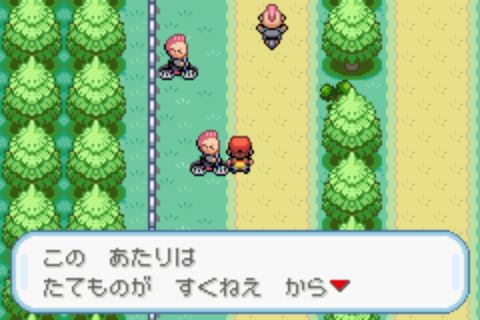 この　あたりは
たてものが　すくねえ　から